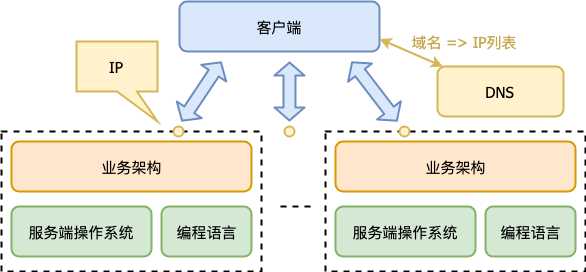 客户端
域名 => IP列表
IP
DNS
业务架构
业务架构
服务端操作系统
编程语言
服务端操作系统
编程语言